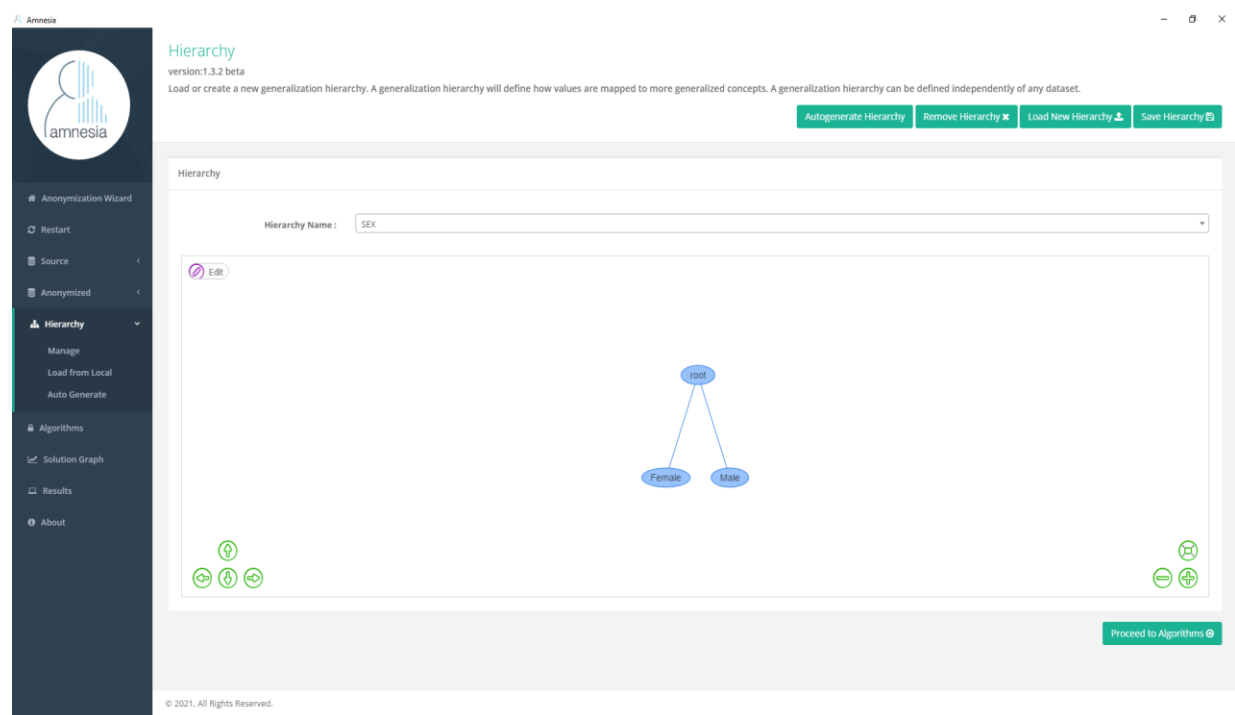 Amnesia
amnesia
Anonymization Wizard
Restart
Source
Anonymized
Hierarchy
Manage
Load from Local
Auto Generate
Algorithms
Solution Graph
Results
About
Hierarchy
version:1.3.2 beta
Load or create a new generalization hierarchy. A generalization hierarchy will define how values are mapped to more generalized concepts. A generalization hierarchy can be defined independently of any dataset.
Autogenerate Hierarchy Remove Hierarchy Load New Hierarchy Save Hierarchy
Hierarchy
Hierarchy Name : SEX
Edit
root
Female Male
Proceed to Algorithms
© 2021. All Rights Reserved.